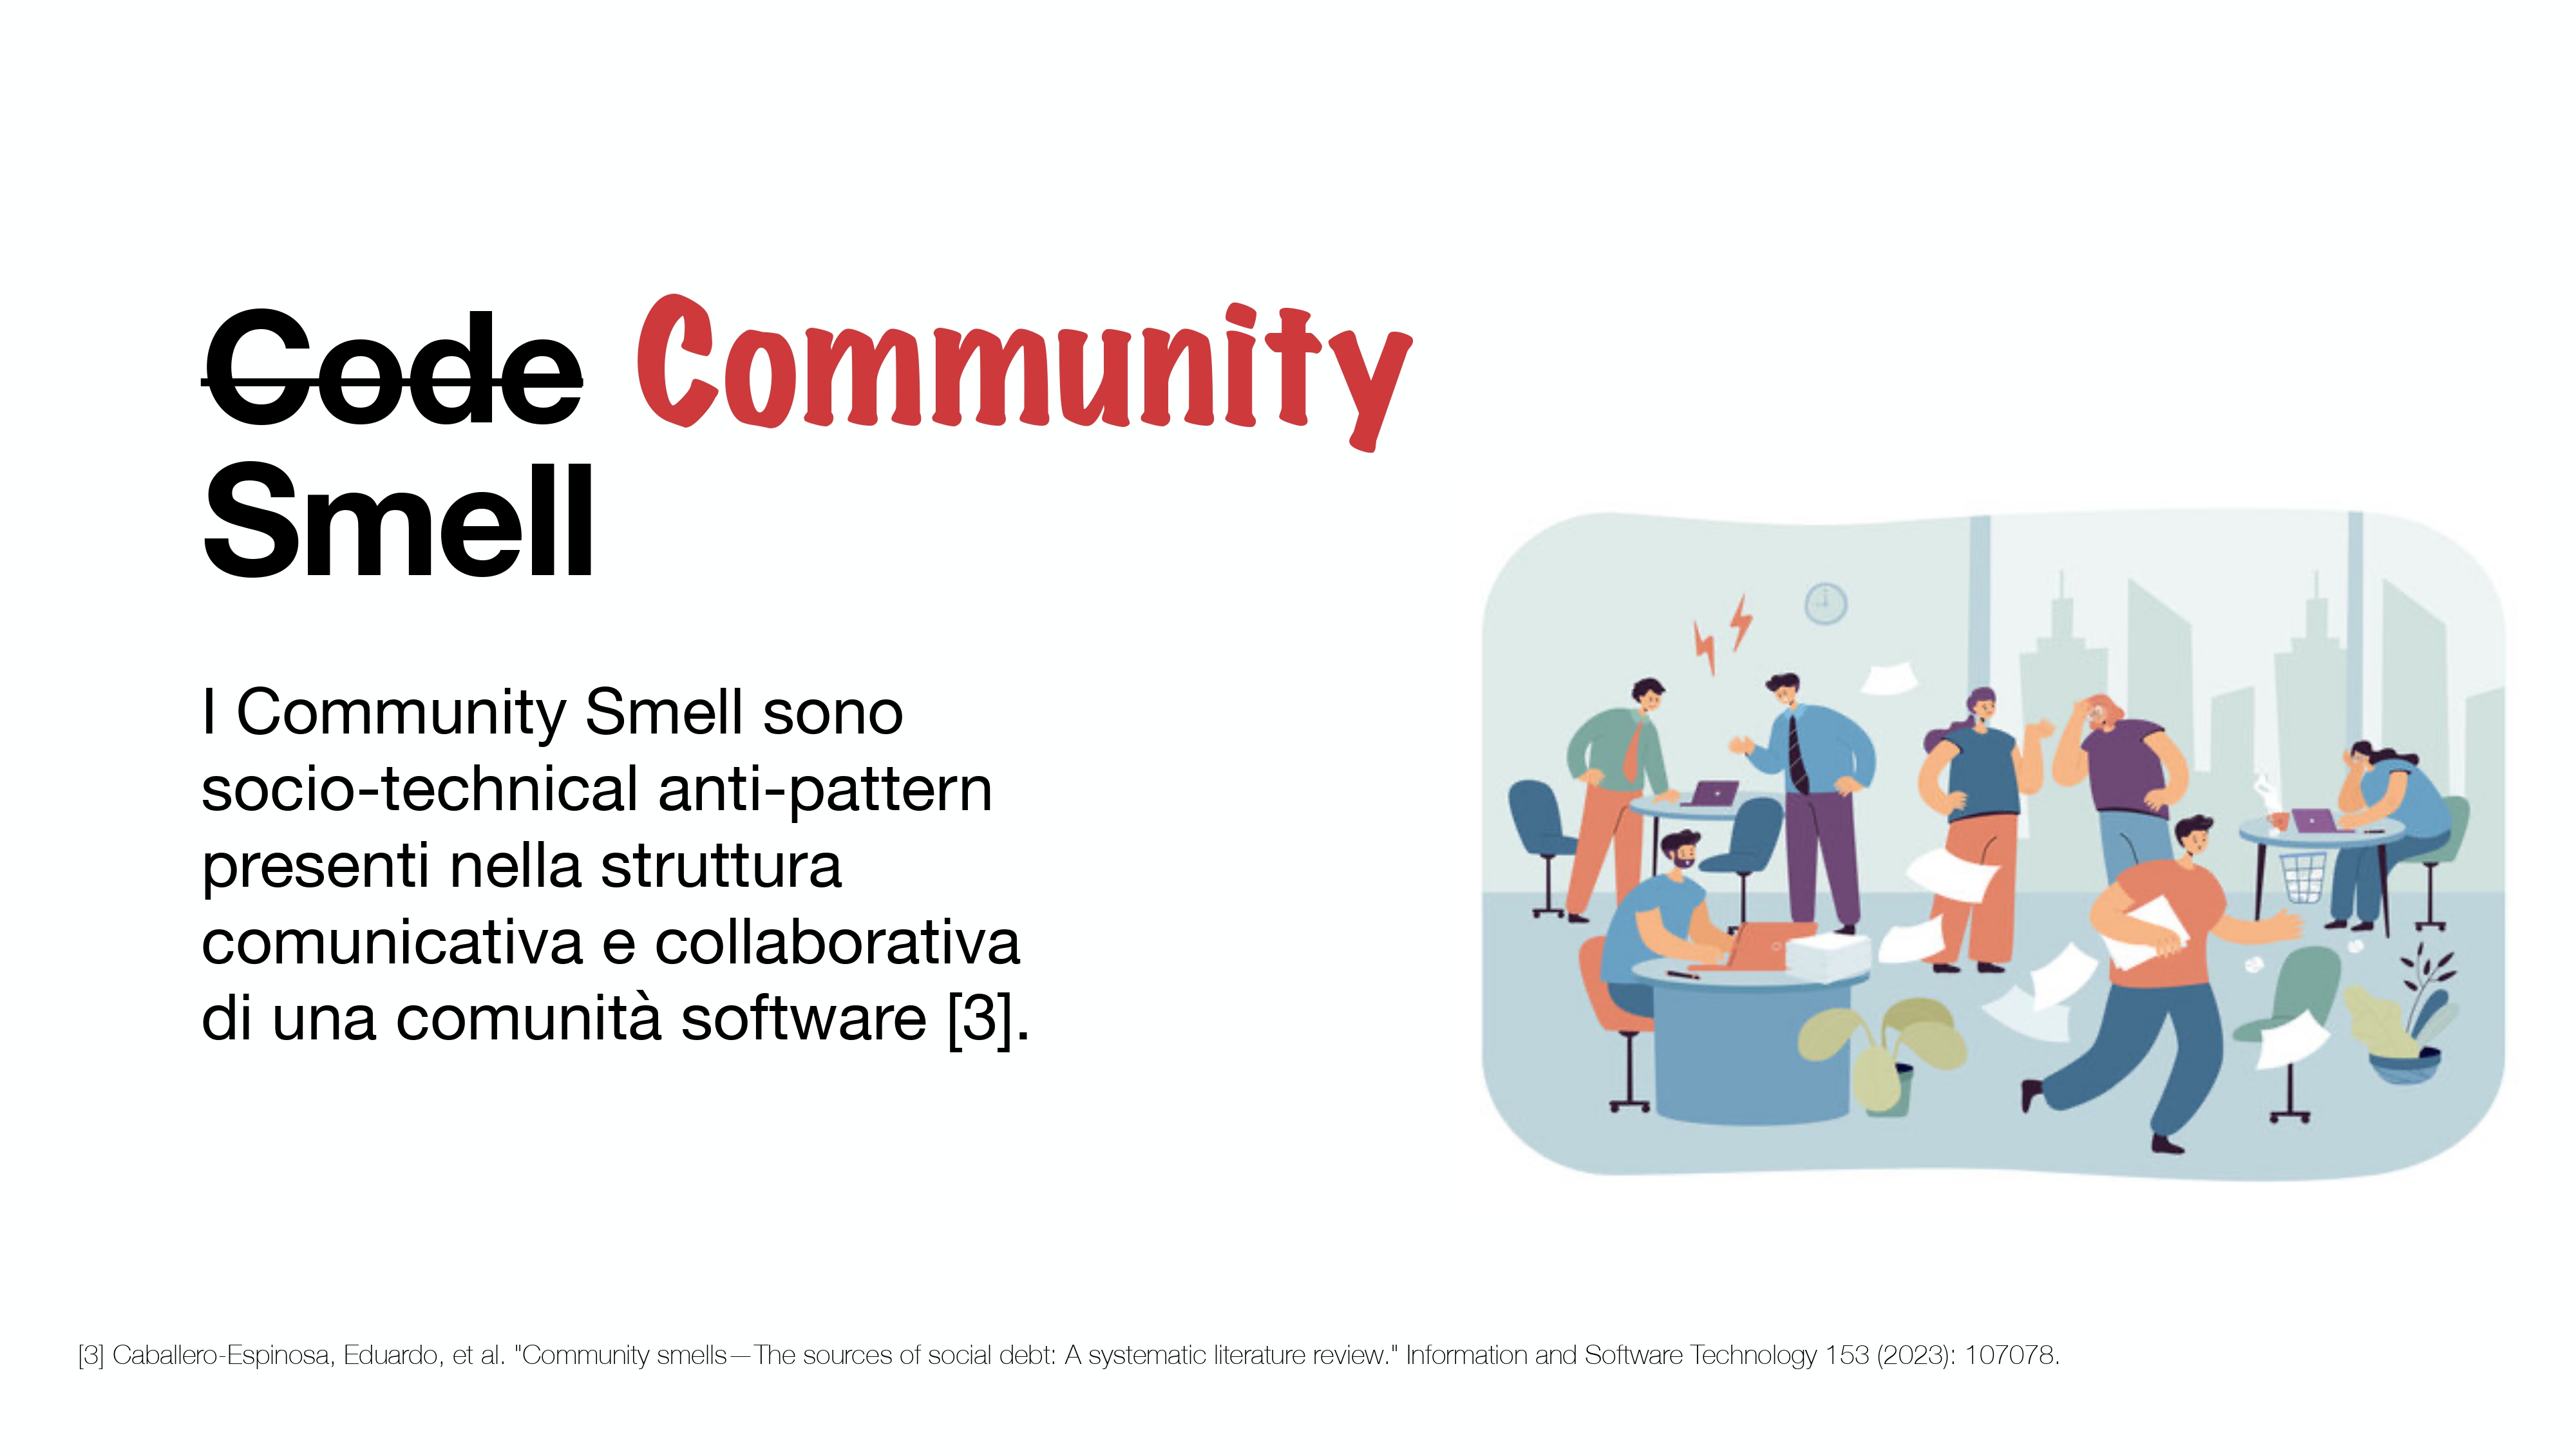 Code Community
Smell
I Community Smell sono
socio-technical anti-pattern
presenti nella struttura
comunicativa e collaborativa
di una comunità software [3].
[3] Caballero-Espinosa, Eduardo, et al. "Community smells—The sources of social debt: A systematic literature review." Information and Software Technology 153 (2023): 107078.